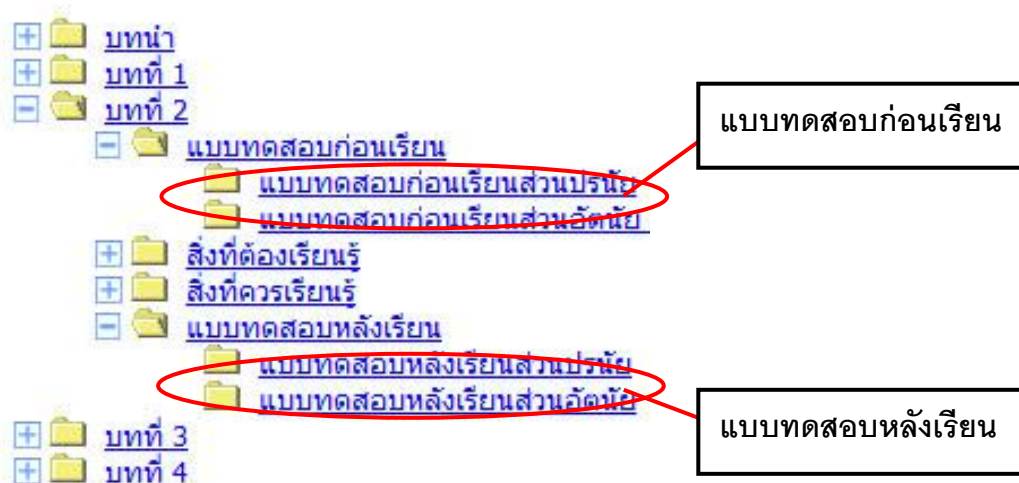 บทนำ
บทที่ 1
บทที่ 2
แบบทดสอบก่อนเรียน
แบบทดสอบก่อนเรียน
แบบทดสอบก่อนเรียนส่วนปรนัย
แบบทดสอบก่อนเรียนส่วนอัตนัย
สิ่งที่ต้องเรียนรู้
สิ่งที่ควรเรียนรู้
แบบทดสอบหลังเรียน
แบบทดสอบหลังเรียนส่วนปรนัย
แบบทดสอบหลังเรียนส่วนอัตนัย
แบบทดสอบหลังเรียน
บทที่ 3
บทที่ 4